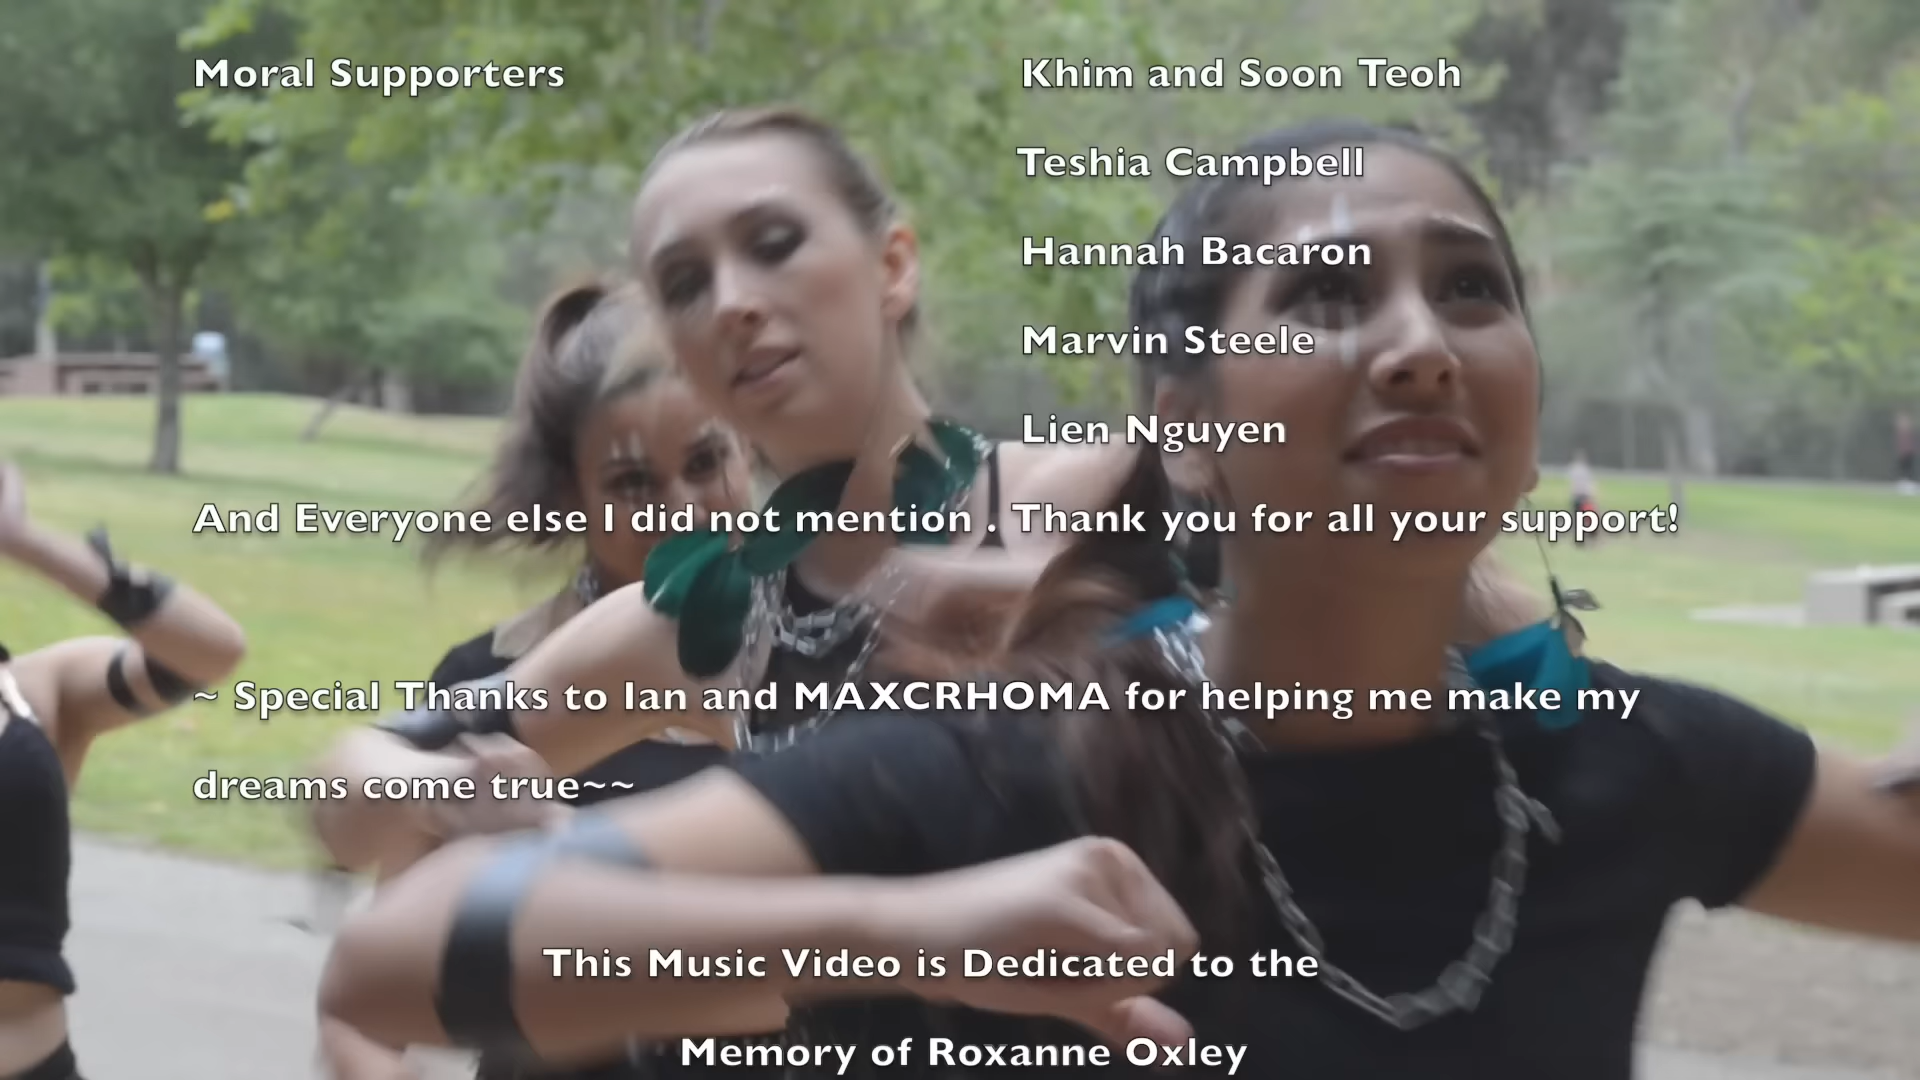 Moral Supporters Khim and Soon Teoh
Teshia Campbell
Hannah Bacaron
Marvin Steele
Lien Nguyen
And Everyone else I did not mention . Thank you for all your support!
~ Special Thanks to Ian and MAXCRHOMA for helping me make my
dreams come true~~
This Music Video is Dedicated to the
Memory of Roxanne Oxley